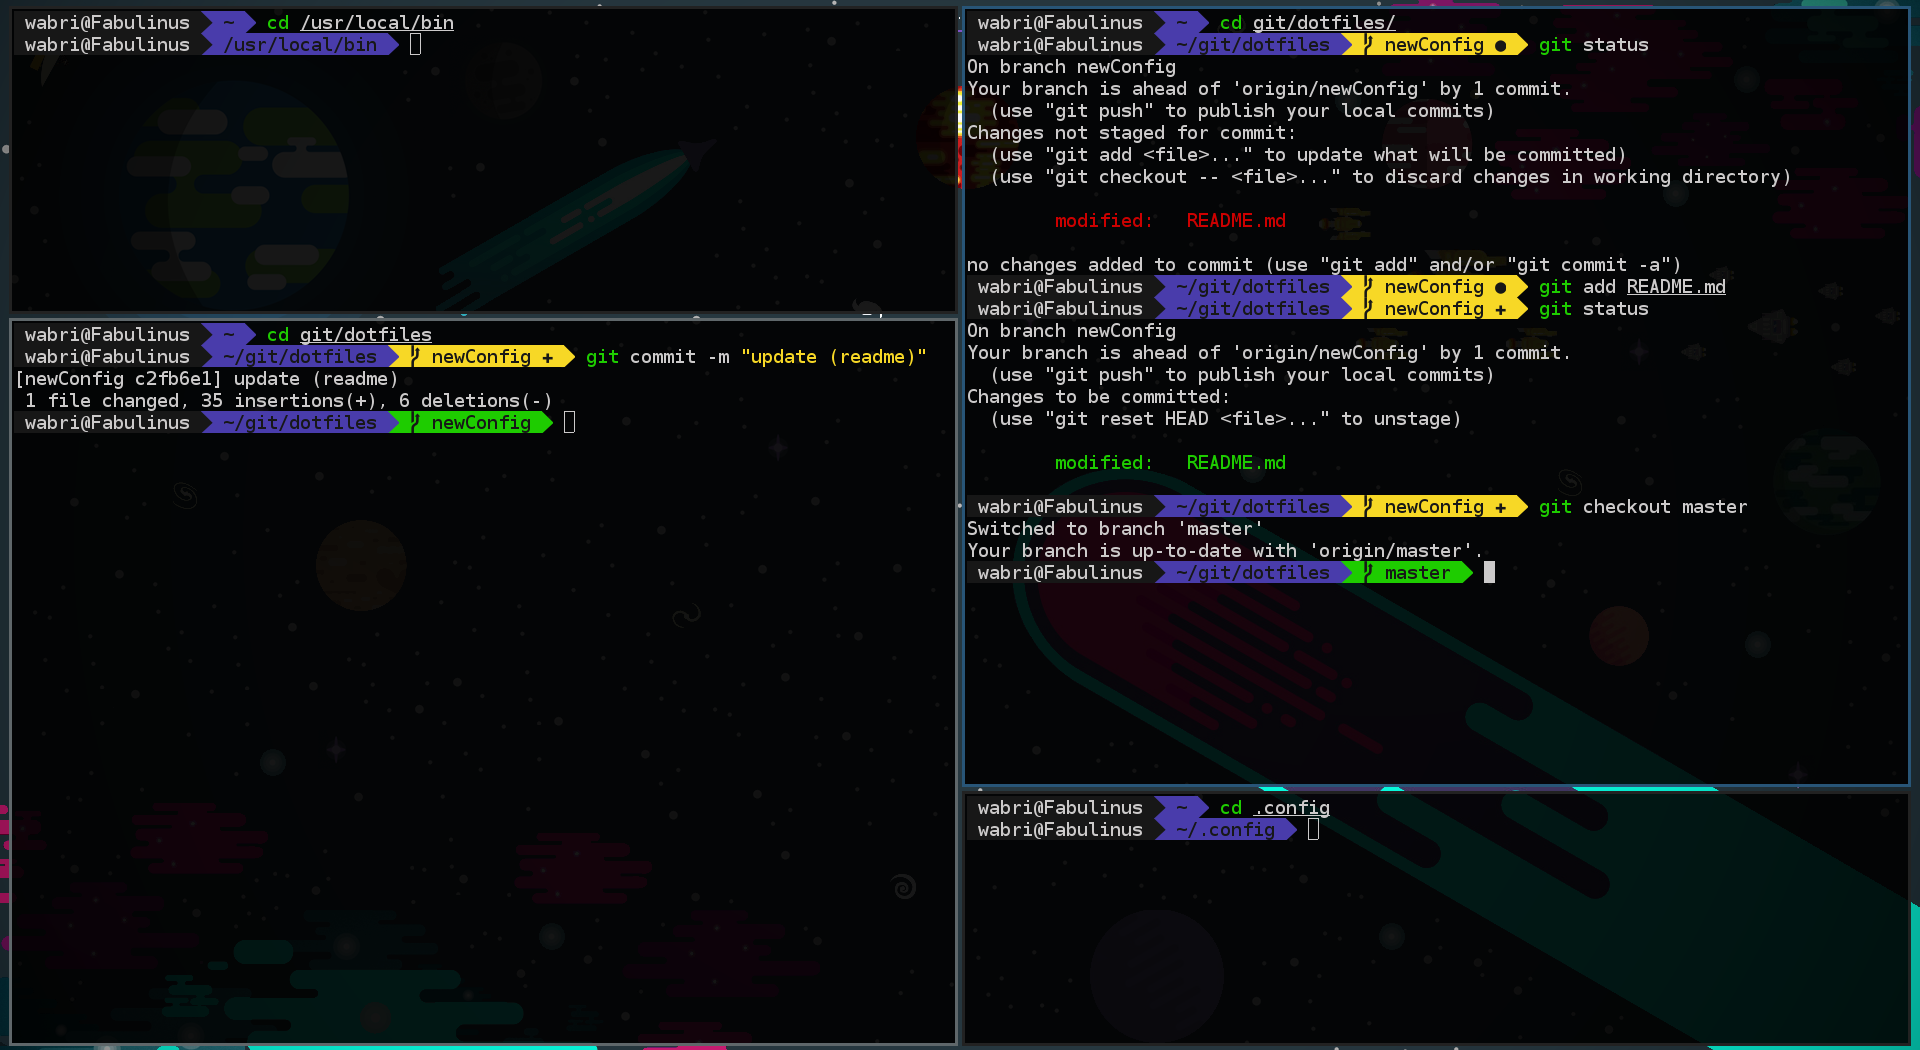 wabri@Fabulinus ~ cd /usr/local/bin
wabri@Fabulinus /usr/local/bin
wabri@Fabulinus ~ cd git/dotfiles
wabri@Fabulinus ~/git/dotfiles newConfig + git commit -m "update (readme)"
[newConfig c2fb6e1] update (readme)
1 file changed, 35 insertions(+), 6 deletions(-)
wabri@Fabulinus ~/git/dotfiles newConfig
wabri@Fabulinus ~ cd git/dotfiles/
wabri@Fabulinus ~/git/dotfiles newConfig ● git status
On branch newConfig
Your branch is ahead of 'origin/newConfig' by 1 commit.
(use "git push" to publish your local commits)
Changes not staged for commit:
(use "git add <file>..." to update what will be committed)
(use "git checkout -- <file>..." to discard changes in working directory)
modified: README.md
no changes added to commit (use "git add" and/or "git commit -a")
wabri@Fabulinus ~/git/dotfiles newConfig ● git add README.md
wabri@Fabulinus ~/git/dotfiles newConfig + git status
On branch newConfig
Your branch is ahead of 'origin/newConfig' by 1 commit.
(use "git push" to publish your local commits)
Changes to be committed:
(use "git reset HEAD <file>..." to unstage)
modified: README.md
wabri@Fabulinus ~/git/dotfiles newConfig + git checkout master
Switched to branch 'master'
Your branch is up-to-date with 'origin/master'.
wabri@Fabulinus ~/git/dotfiles master
wabri@Fabulinus ~ cd .config
wabri@Fabulinus ~/.config